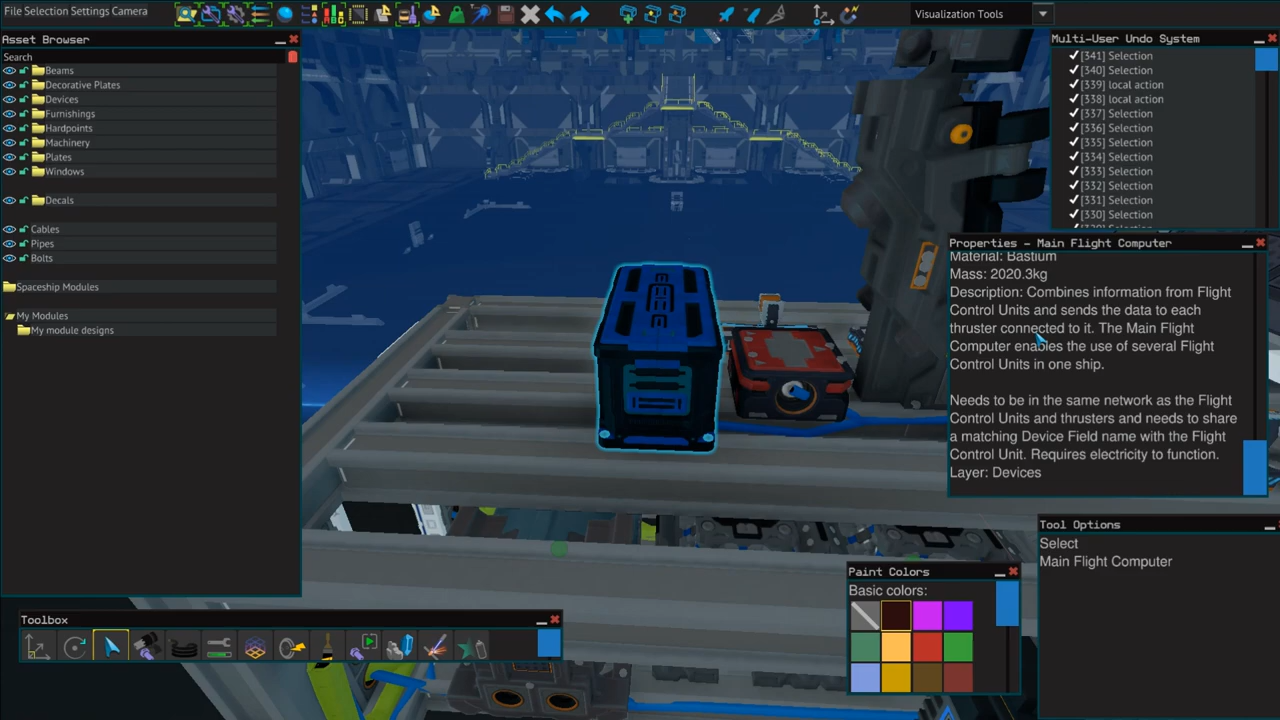 File Selection Settings Camera
Visualization Tools
Asset Browser
Search
Beams
Decorative Plates
Devices
Furnishings
Hardpoints
Machinery
Plates
Windows
Decals
Cables
Pipes
Bolts
Spaceship Modules
My Modules
My module designs
Multi-User Undo System
[341] Selection
[340] Selection
[339] local action
[338] local action
[337] Selection
[336] Selection
[335] Selection
[334] Selection
[333] Selection
[332] Selection
[331] Selection
[330] Selection
Properties - Main Flight Computer
Material: Bastium
Mass: 2020.3kg
Description: Combines information from Flight
Control Units and sends the data to each
thruster connected to it. The Main Flight
Computer enables the use of several Flight
Control Units in one ship.
Needs to be in the same network as the Flight
Control Units and thrusters and needs to share
a matching Device Field name with the Flight
Control Unit. Requires electricity to function.
Layer: Devices
Tool Options
Select
Main Flight Computer
Paint Colors
Basic colors:
Toolbox